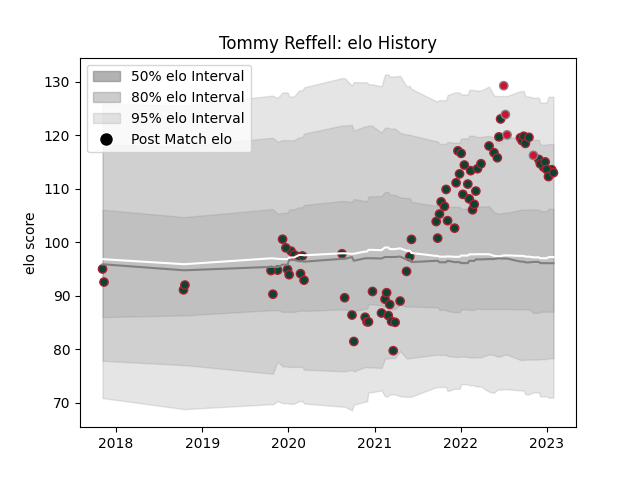 Tommy Reffell: elo History
50% elo Interval
80% elo Interval
95% elo Interval
Post Match elo
elo score
130
120
110
100
90
80
70
2018 2019 2020 2021 2022 2023